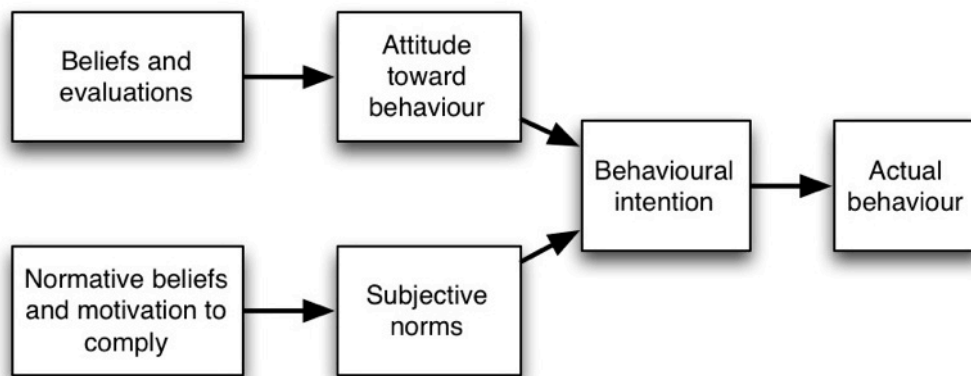 Beliefs and
evaluations
Attitude
toward
behaviour
Behavioural
intention
Actual
behaviour
Normative beliefs
and motivation to
comply
Subjective
norms